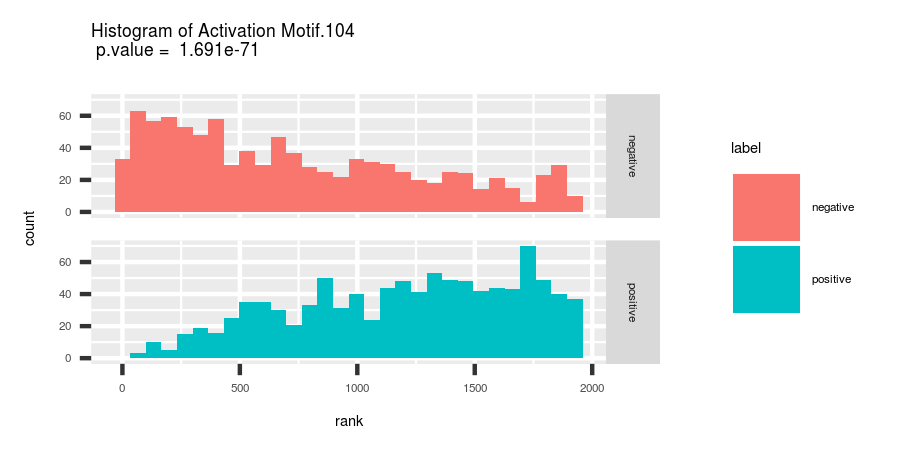 Histogram of Activation Motif.104
p.value = 1.691e-71
count
60
40
20
0
negative
60
40
20
0
positive
0
500
1000
1500
2000
rank
label
negative
positive